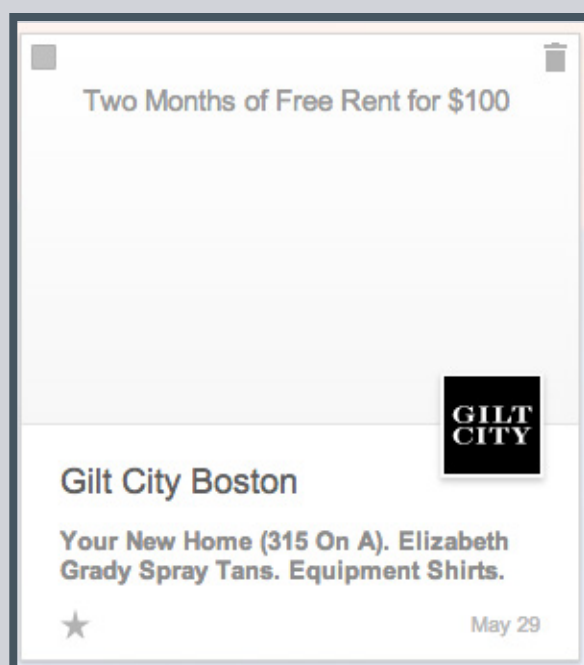 Two Months of Free Rent for $100
GILT
CITY
Gilt City Boston
Your New Home (315 On A). Elizabeth
Grady Spray Tans. Equipment Shirts.
May 29